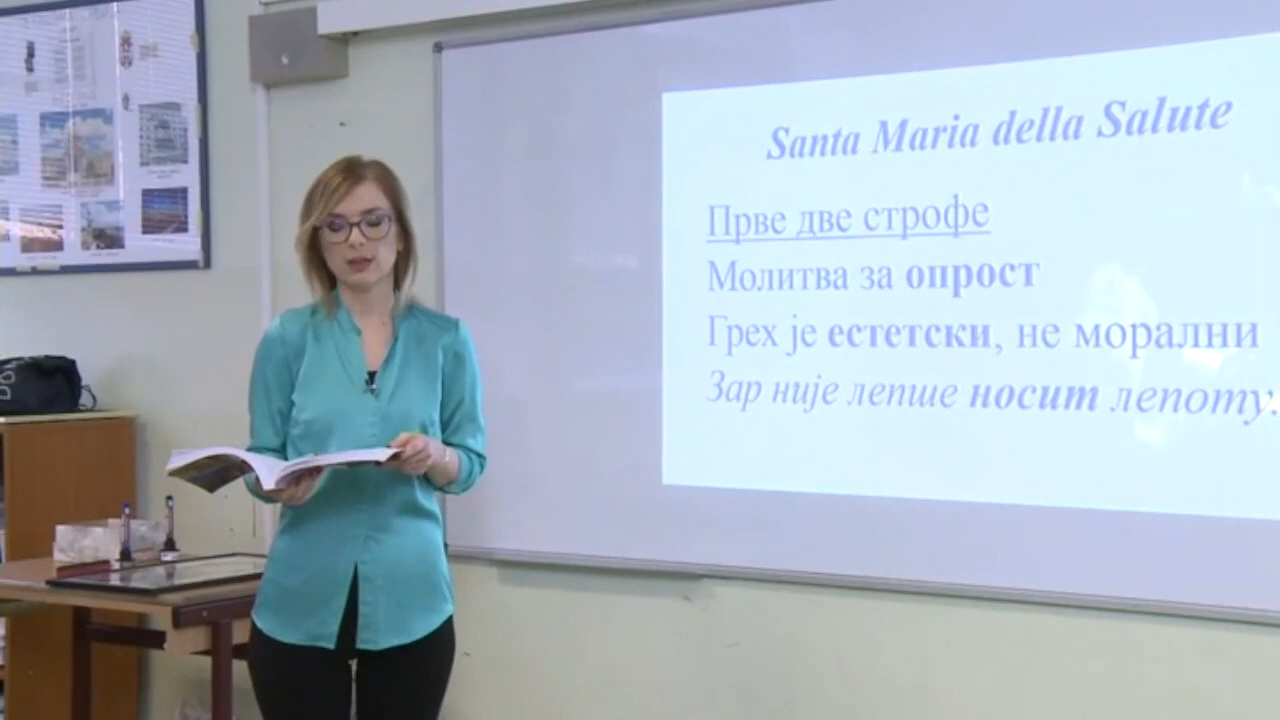 Santa Maria della Salute
Прве две строфе
Молитва за опрост
Грех је естетски, не морални
Зар није лепше носит лепоту.